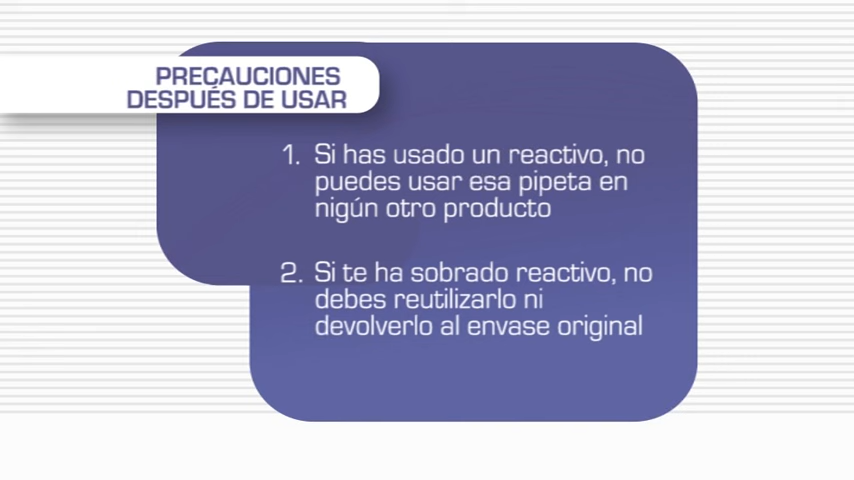 PRECAUCIONES
DESPUÉS DE USAR
1. Si has usado un reactivo, no
puedes usar esa pipeta en
nigún otro producto
2. Si te ha sobrado reactivo, no
debes reutilizarlo ni
devolverlo al envase original